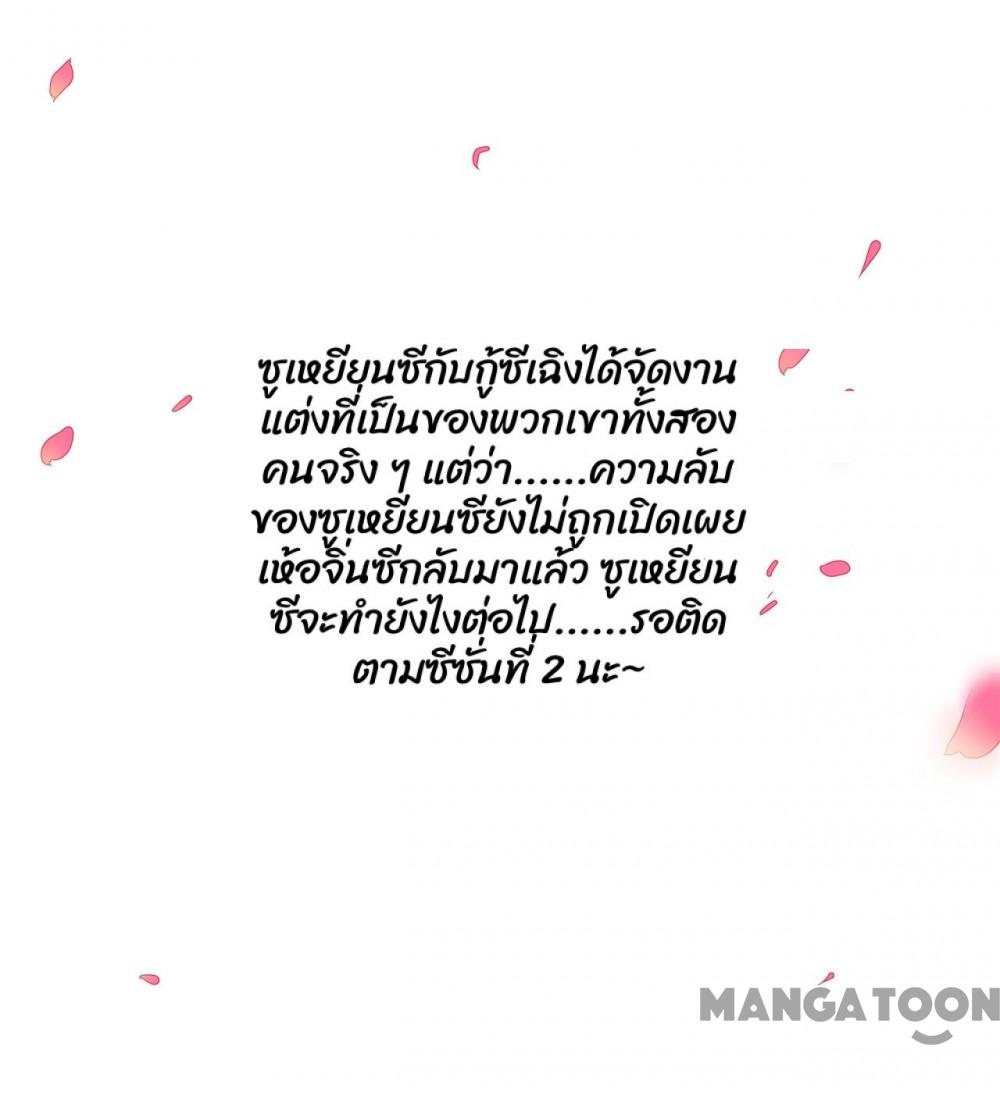 ซูเหยียนซีกับกู้ซีเฉิงได้จัดงาน
แต่งที่เป็นของพวกเขาทั้งสอง
คนจริง ๆ แต่ว่า......ความลับ
ของซูเหยียนซียังไม่ถูกเปิดเผย
เห้อจิ่นซีกลับมาแล้ว ซูเหยียน
ซีจะทำยังไงต่อไป......รอติด
ตามซีซั่นที่ 2 นะ~
MANGATOON